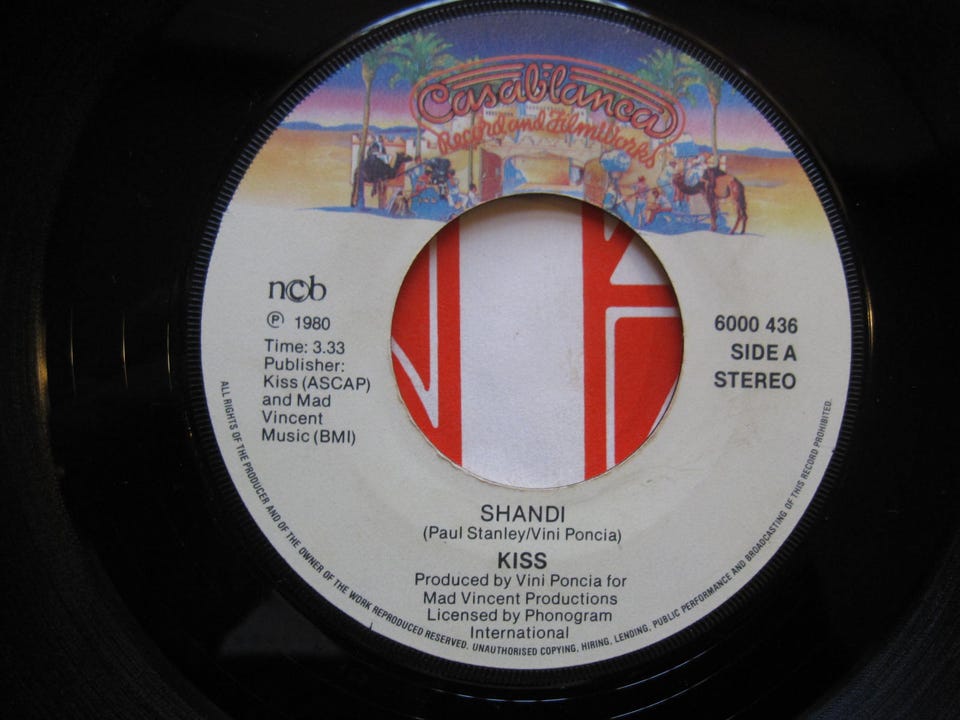 Casablanca
Record and FilmWorks
ncb
℗ 1980
Time: 3.33
Publisher:
Kiss (ASCAP)
and Mad
Vincent
Music (BMI)
6000 436
SIDE A
STEREO
SHANDI
(Paul Stanley/Vini Poncia)
KISS
Produced by Vini Poncia for
Mad Vincent Productions
Licensed by Phonogram
International
ALL RIGHTS OF THE PRODUCER AND OF THE OWNER OF THE WORK REPRODUCED RESERVED. UNAUTHORISED COPYING, HIRING, LENDING, PUBLIC PERFORMANCE AND BROADCASTING OF THIS RECORD PROHIBITED.